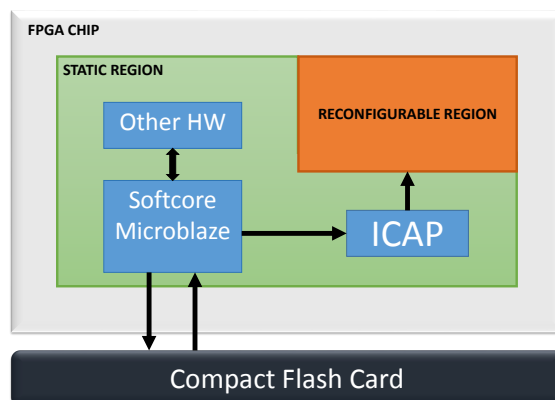 FPGA CHIP
STATIC REGION
RECONFIGURABLE REGION
Other HW
Softcore
Microblaze
ICAP
Compact Flash Card